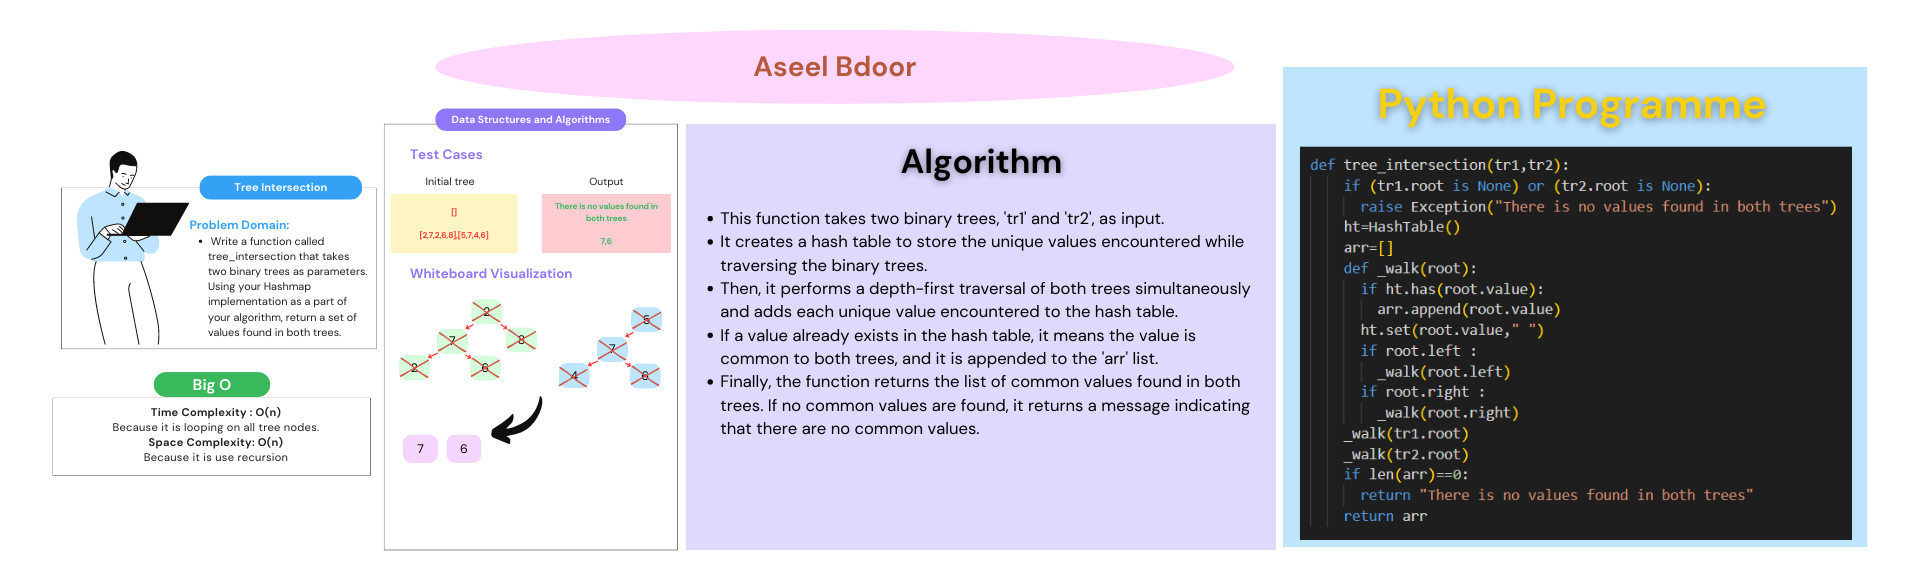 Aseel Bdoor
Tree Intersection
Problem Domain:
• Write a function called
tree_intersection that takes
two binary trees as parameters.
Using your Hashmap
implementation as a part of
your algorithm, return a set of
values found in both trees.
Big O
Time Complexity : O(n)
Because it is looping on all tree nodes.
Space Complexity: O(n)
Because it is use recursion
Data Structures and Algorithms
Test Cases
Initial tree
[]
[2,7,2,6,8],[5,7,4,6]
Output
There is no values found in
both trees
7,6
Whiteboard Visualization
2
7
8
2
6
5
7
4
6
7
6
Algorithm
• This function takes two binary trees, 'tr1' and 'tr2', as input.
• It creates a hash table to store the unique values encountered while
traversing the binary trees.
• Then, it performs a depth-first traversal of both trees simultaneously
and adds each unique value encountered to the hash table.
• If a value already exists in the hash table, it means the value is
common to both trees, and it is appended to the 'arr' list.
• Finally, the function returns the list of common values found in both
trees. If no common values are found, it returns a message indicating
that there are no common values.
Python Programme
def tree_intersection(tr1,tr2):
    if (tr1.root is None) or (tr2.root is None):
      raise Exception("There is no values found in both trees")
    ht=HashTable()
    arr=[]
    def _walk(root):
      if ht.has(root.value):
        arr.append(root.value)
      ht.set(root.value," ")
      if root.left :
        _walk(root.left)
      if root.right :
        _walk(root.right)
    _walk(tr1.root)
    _walk(tr2.root)
    if len(arr)==0:
      return "There is no values found in both trees"
    return arr